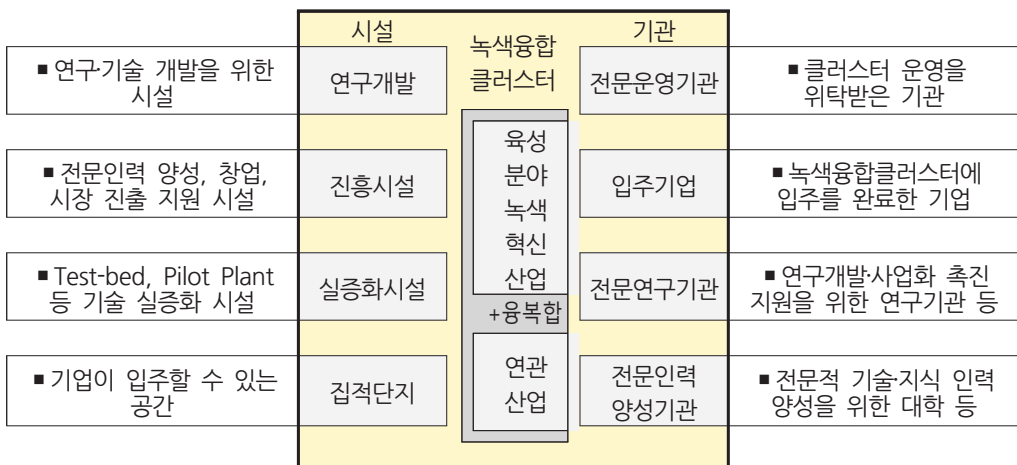 시설
녹색융합
클러스터
기관
■ 연구·기술 개발을 위한
시설
연구개발
전문운영기관
■ 클러스터 운영을
위탁받은 기관
■ 전문인력 양성, 창업,
시장 진출 지원 시설
진흥시설
육성
분야
녹색
혁신
산업
입주기업
■ 녹색융합클러스터에
입주를 완료한 기업
■ Test-bed, Pilot Plant
등 기술 실증화 시설
실증화시설
+융복합
전문연구기관
■ 연구개발·사업화 촉진
지원을 위한 연구기관 등
■ 기업이 입주할 수 있는
공간
집적단지
연관
산업
전문인력
양성기관
■ 전문적 기술·지식 인력
양성을 위한 대학 등